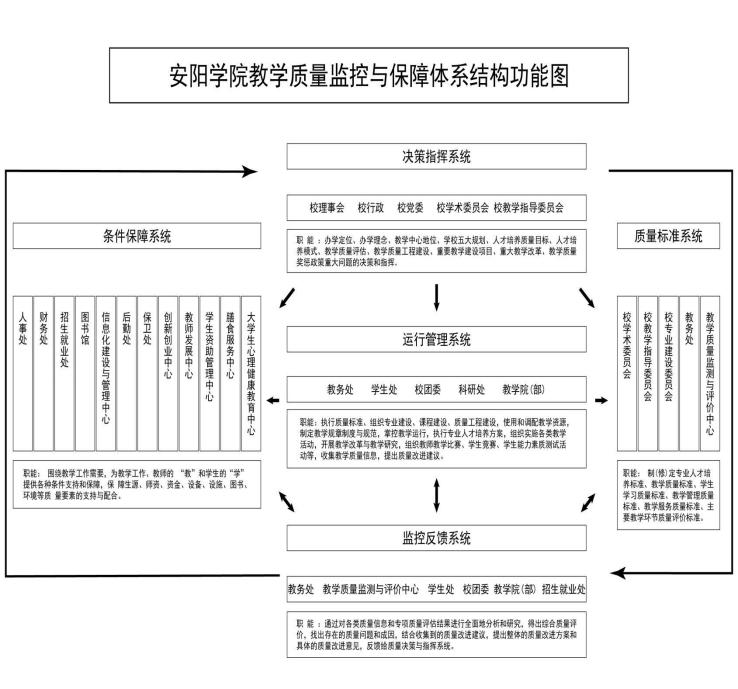 安阳学院教学质量监控与保障体系结构功能图
决策指挥系统
校理事会 校行政 校党委 校学术委员会 校教学指导委员会
职 能 ：办学定位、办学理念、教学中心地位、学校五大规划、人才培养质量目标、人才培
养模式、教学质量评估、教学质量工程建设、重要教学建设项目、重大教学改革、教学质量
奖惩政策重大问题的决策和指挥。
条件保障系统
人事处
财务处
招生就业处
图书馆
信息化建设与管理中心
后勤处
保卫处
创新创业中心
教师发展中心
学生资助管理中心
膳食服务中心
大学生心理健康教育中心
职能： 围绕教学工作需要，为教学工作、教师的 “教”和学生的“学”
提供各种条件支持和保障，保 障生源、师资、资金、设备、设施、图书、
环境等质 量要素的支持与配合。
运行管理系统
教务处 学生处 校团委 科研处 教学院(部)
职能：执行质量标准、组织专业建设、课程建设、质量工程建设，使用和调配教学资源，
制定教学规章制度与规范，掌控教学运行，执行专业人才培养方案，组织实施各类教学
活动，开展教学改革与教学研究，组织教师教学比赛、学生竞赛、学生能力素质测试活
动等，收集教学质量信息，提出质量改进建议。
质量标准系统
校学术委员会
校教学指导委员会
校专业建设委员会
教务处
教学质量监测与评价中心
职能： 制(修)定专业人才培
养标准、教学质量标准、学生
学习质量标准、教学管理质量
标准、教学服务质量标准、主
要教学环节质量评价标准。
监控反馈系统
教务处 教学质量监测与评价中心 学生处 校团委 教学院(部) 招生就业处
职 能 ：通过对各类质量信息和专项质量评估结果进行全面地分析和研究，得出综合质量评
价，找出存在的质量问题和成因，结合收集到的质量改进建议，提出整体的质量改进方案和
具体的质量改进意见，反馈给质量决策与指挥系统。